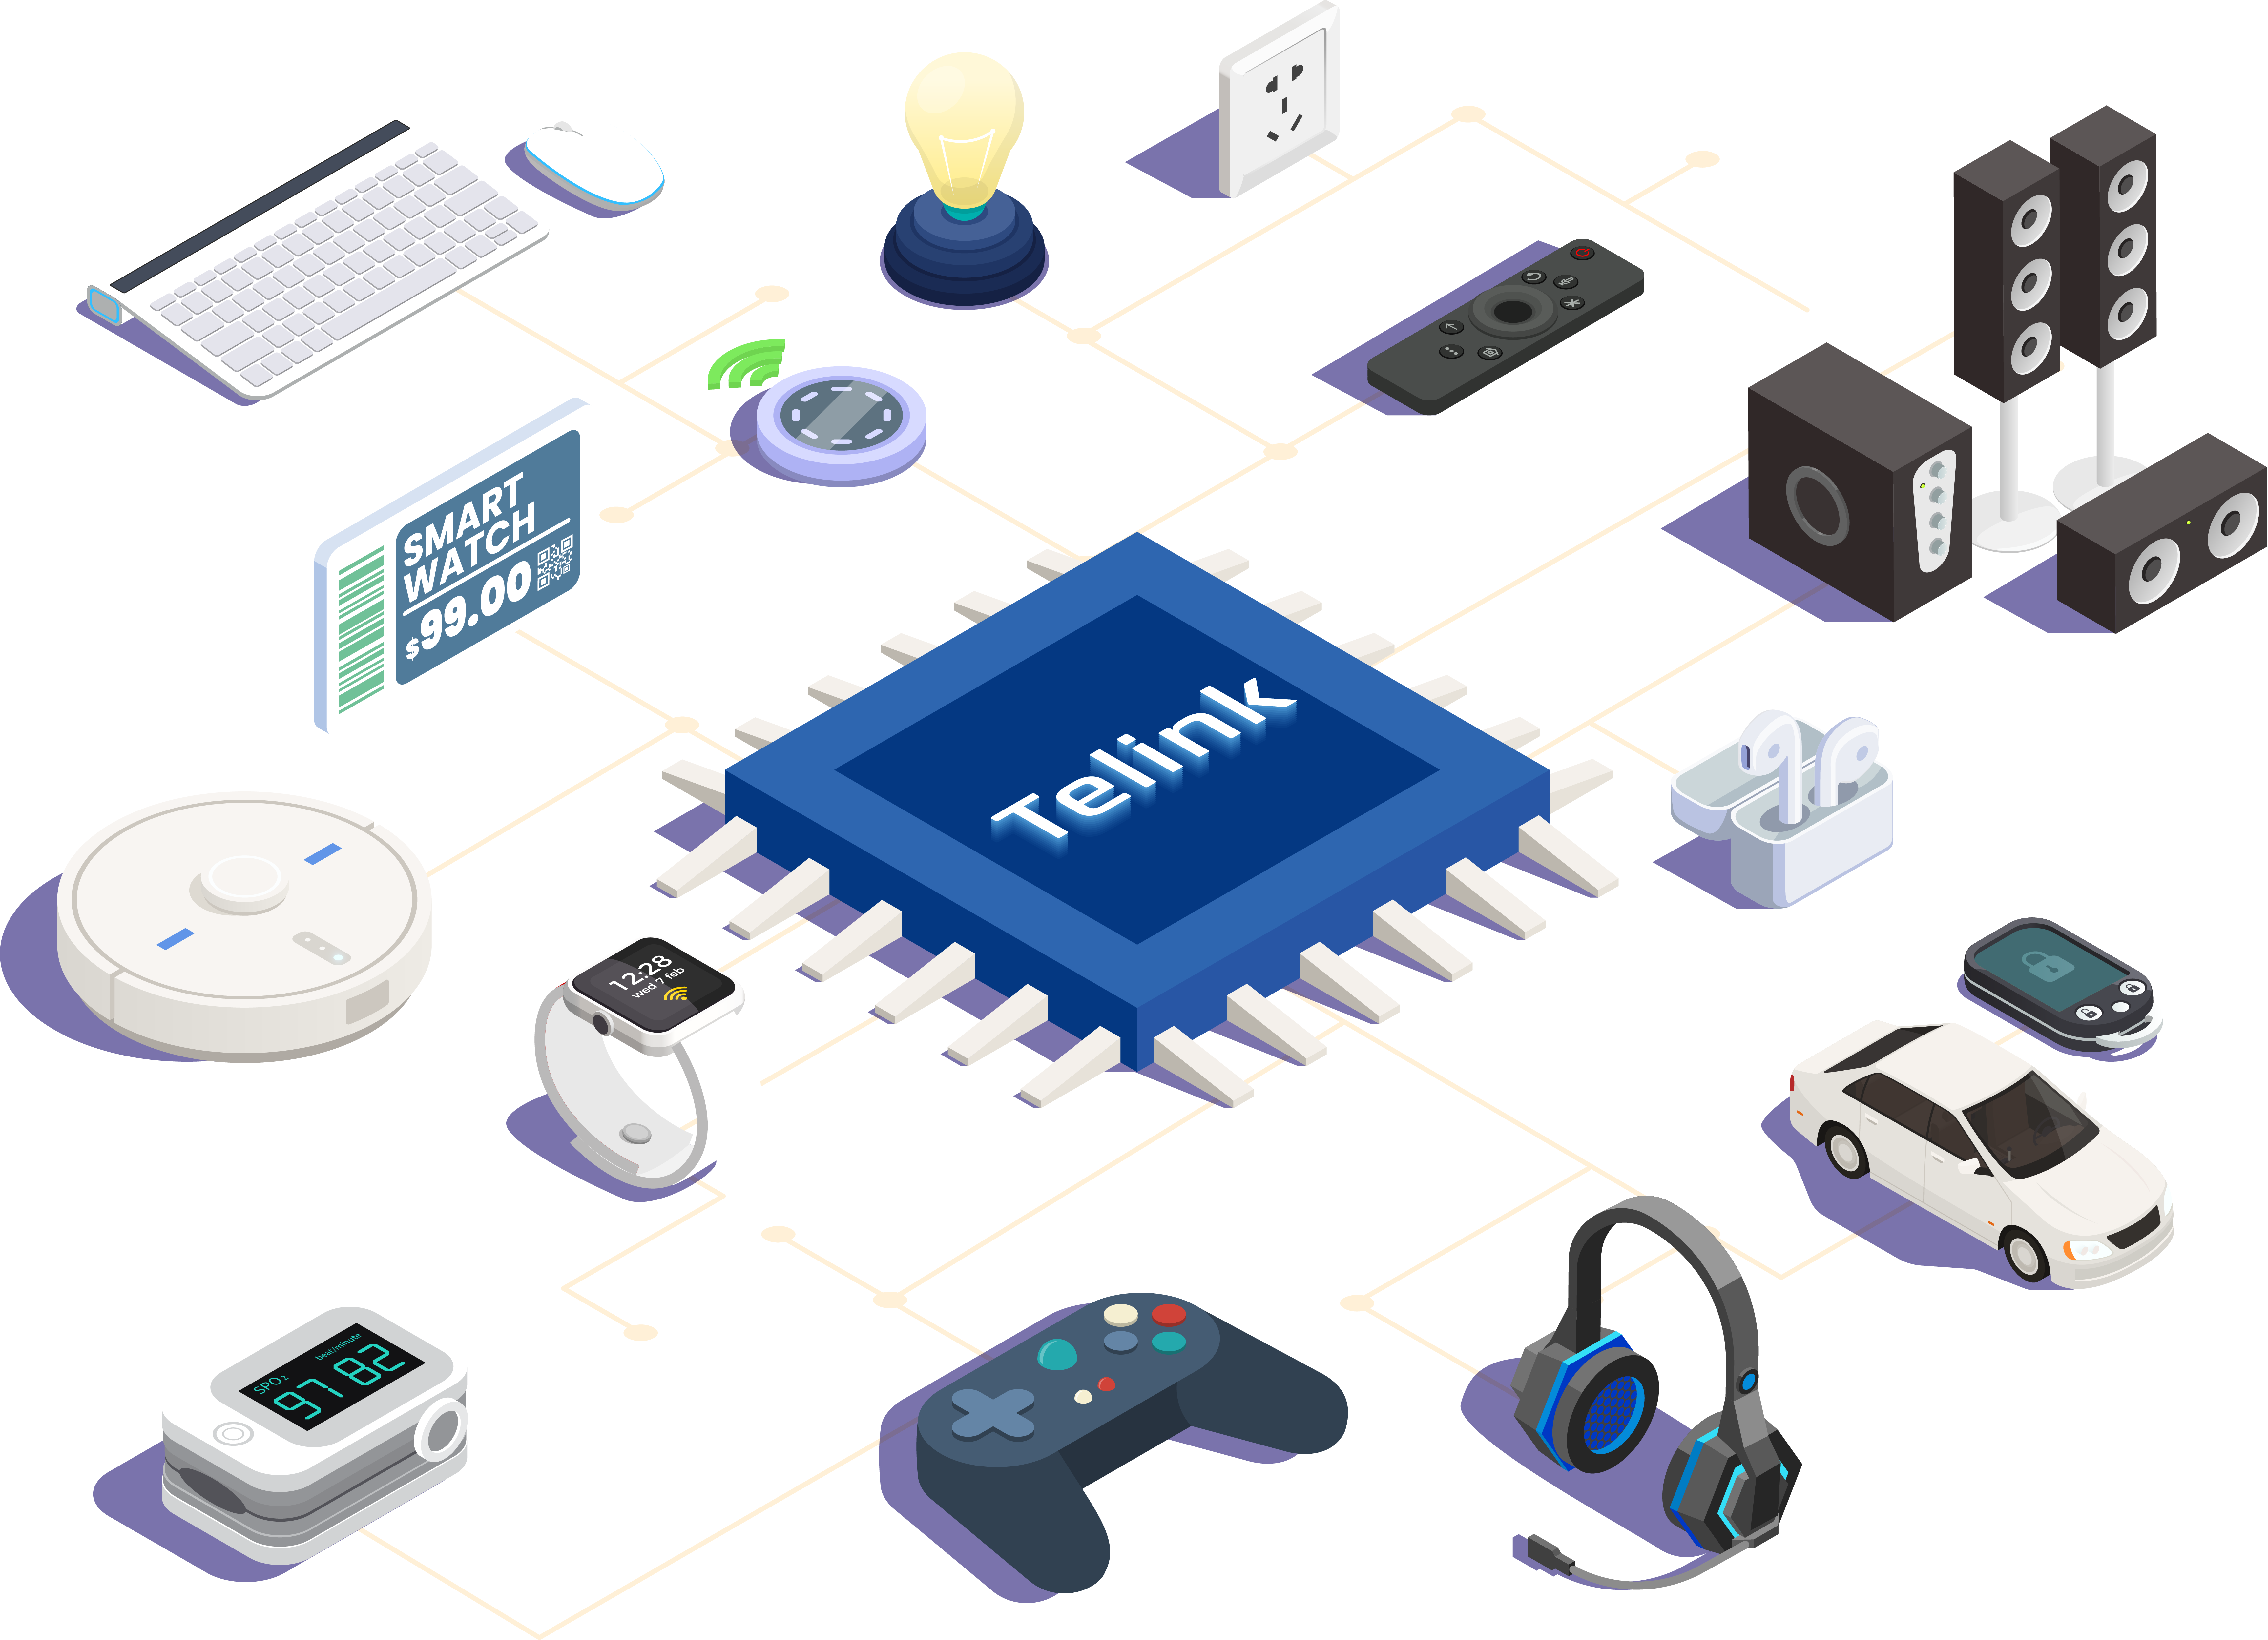 SMART
WATCH
$99.00
Telink
12:28
wed 7 feb
SPO2
beat/minute
97 82